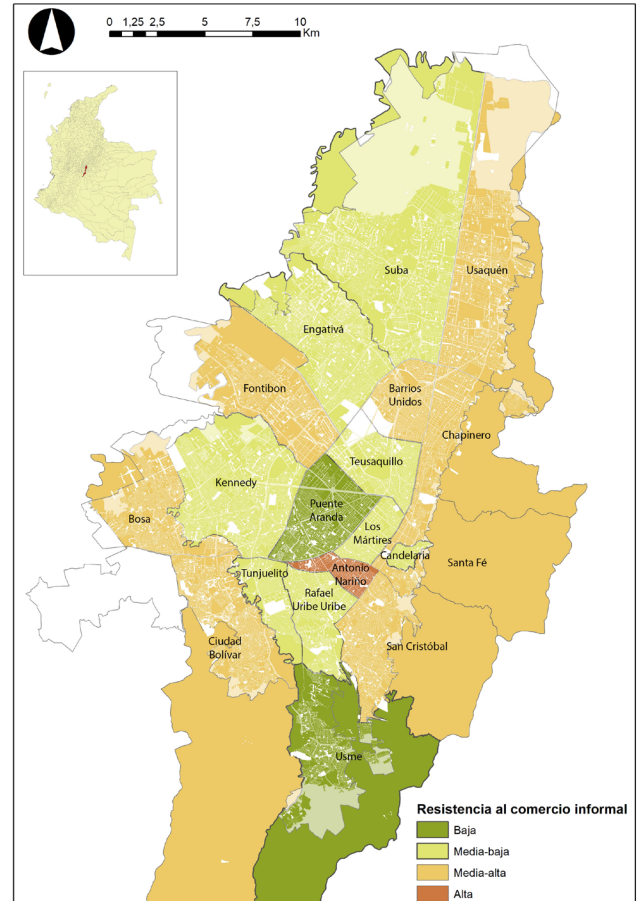 0 1,25 2,5 5 7,5 10
Km
Suba
Usaquén
Engativá
Fontibon
Barrios
Unidos
Chapinero
Teusaquillo
Kennedy
Puente
Aranda
Bosa
Los
Mártires
Candelaria
Santa Fé
Tunjuelito
Antonio
Narino
Rafael
Uribe Uribe
Ciudad
Bolívar
San Cristóbal
Usme
Resistencia al comercio informal
Baja
Media-baja
Media-alta
Alta